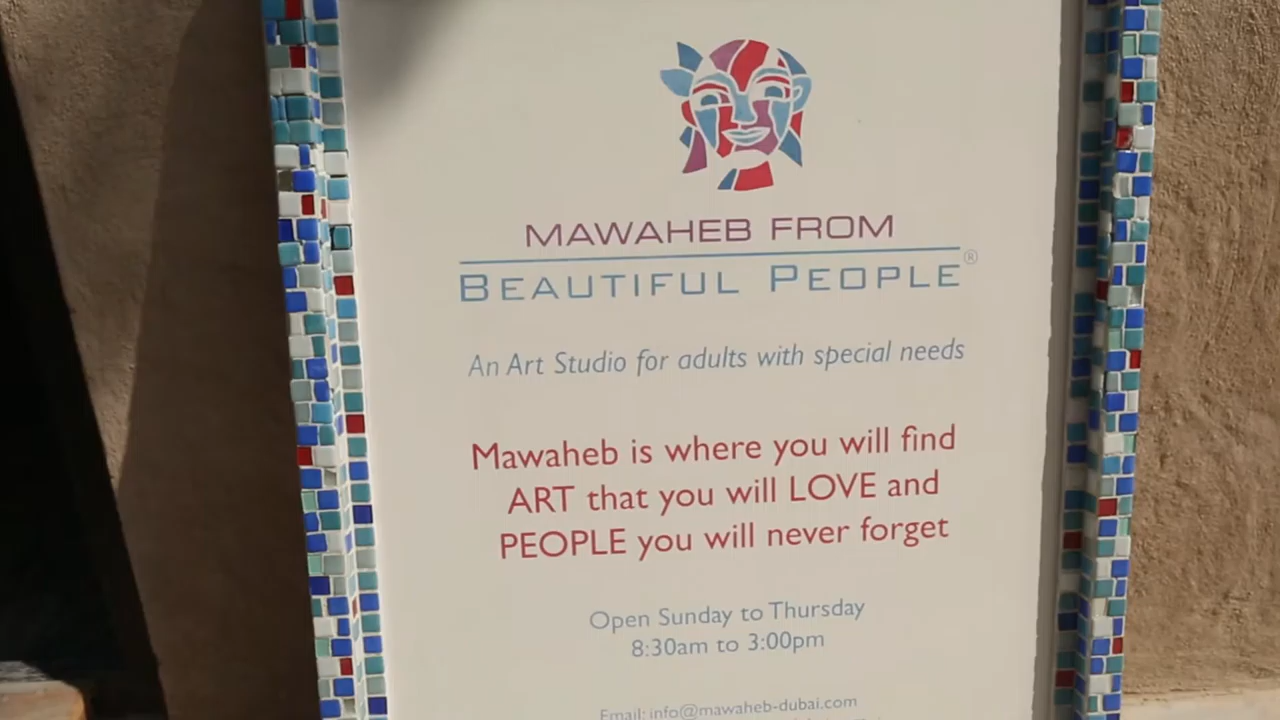 MAWAHEB FROM
BEAUTIFUL PEOPLE®
An Art Studio for adults with special needs
Mawaheb is where you will find
ART that you will LOVE and
PEOPLE you will never forget
Open Sunday to Thursday
8:30am to 3:00pm
Email: info@mawaheb-dubai.com